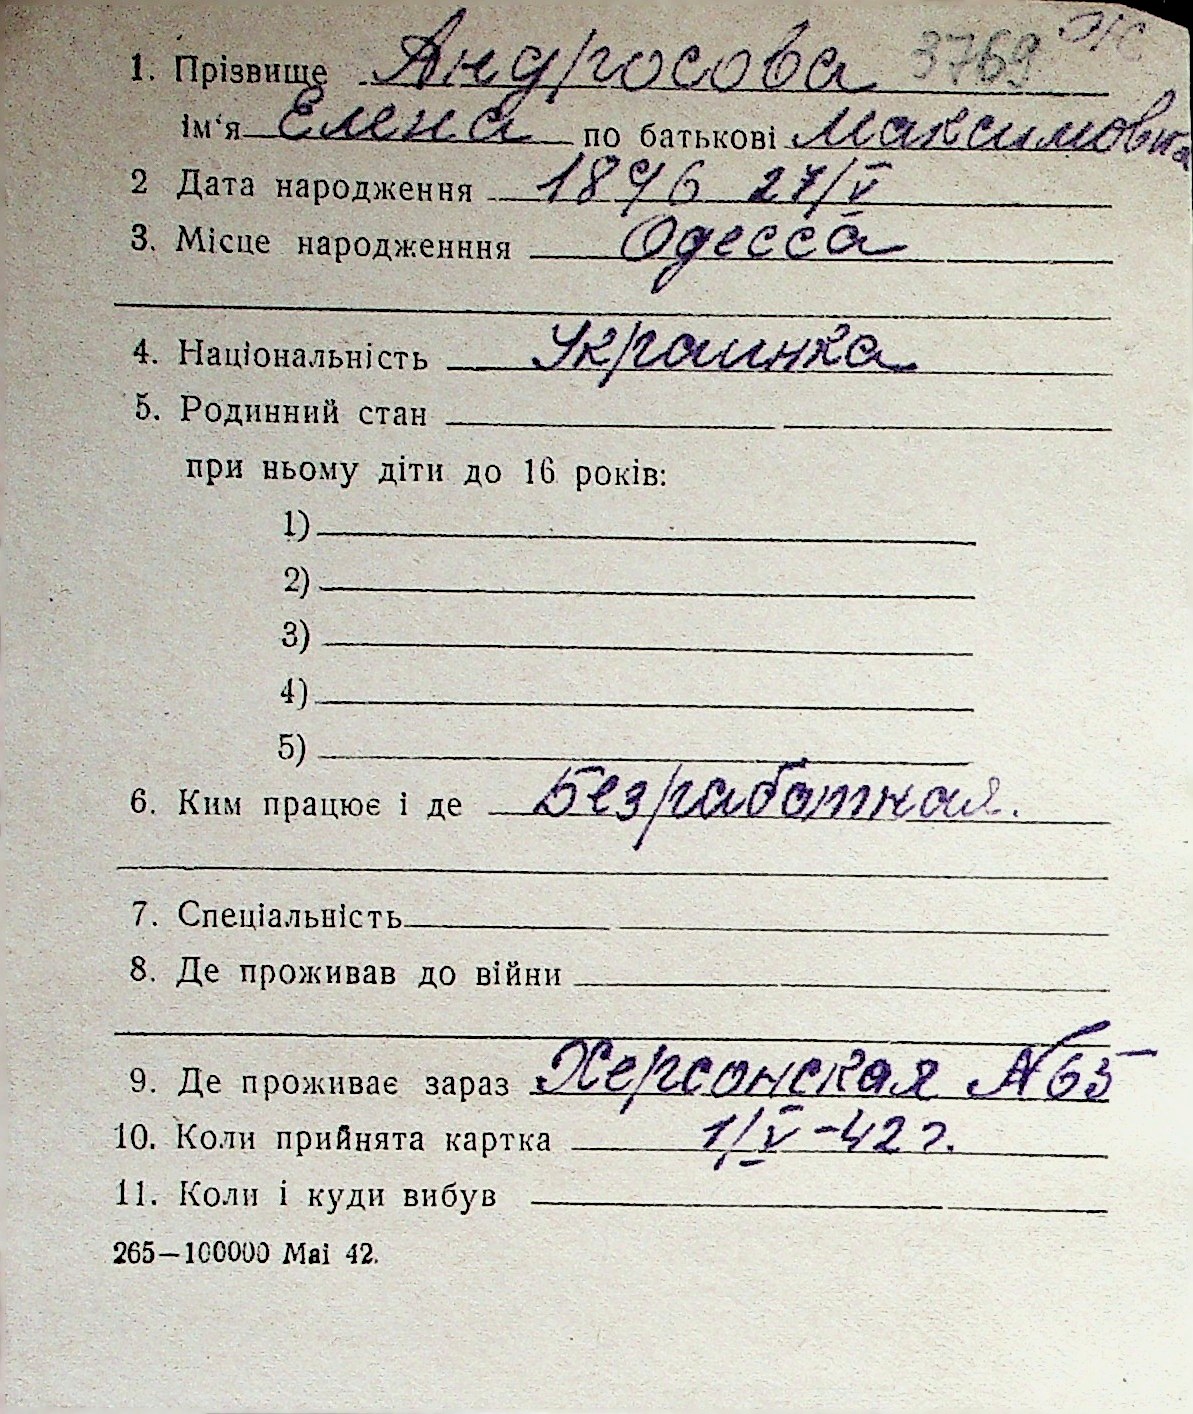 1. Прізвище Андросова 3769
ім'я Елена по батькові Максимовна
2 Дата народження 1896 27/V
3. Місце народженння Одесса
4. Національність Украинка
5. Родинний стан
при ньому діти до 16 років:
1)
2)
3)
4)
5)
6. Ким працює і де Безработная.
7. Спеціальність
8. Де проживав до війни
9. Де проживає зараз Херсонская № 65
10. Коли прийнята картка 1/V-42 г.
11. Коли і куди вибув
265—100000 Mai 42.